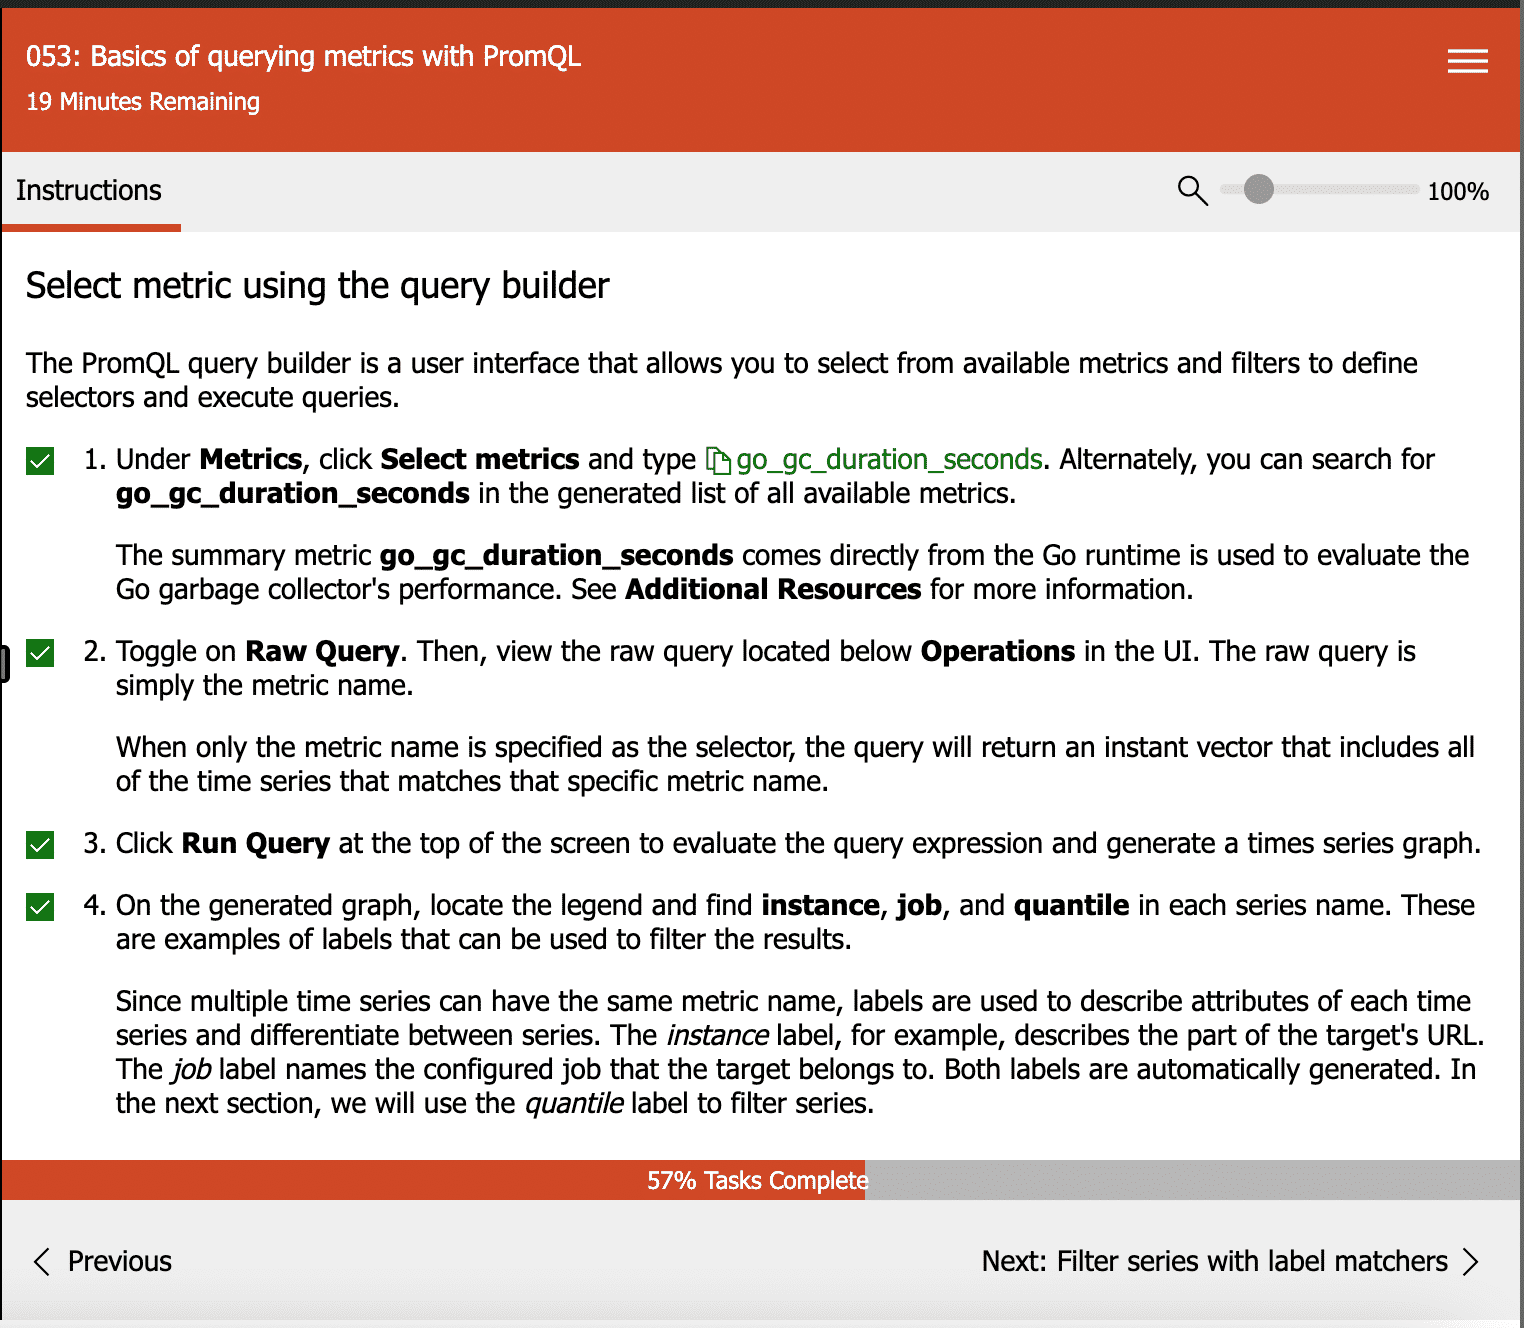 053: Basics of querying metrics with PromQL
19 Minutes Remaining
Instructions
100%
Select metric using the query builder
The PromQL query builder is a user interface that allows you to select from available metrics and filters to define
selectors and execute queries.
1. Under Metrics, click Select metrics and type go_gc_duration_seconds. Alternately, you can search for
go_gc_duration_seconds in the generated list of all available metrics.
The summary metric go_gc_duration_seconds comes directly from the Go runtime is used to evaluate the
Go garbage collector's performance. See Additional Resources for more information.
2. Toggle on Raw Query. Then, view the raw query located below Operations in the UI. The raw query is
simply the metric name.
When only the metric name is specified as the selector, the query will return an instant vector that includes all
of the time series that matches that specific metric name.
3. Click Run Query at the top of the screen to evaluate the query expression and generate a times series graph.
4. On the generated graph, locate the legend and find instance, job, and quantile in each series name. These
are examples of labels that can be used to filter the results.
Since multiple time series can have the same metric name, labels are used to describe attributes of each time
series and differentiate between series. The instance label, for example, describes the part of the target's URL.
The job label names the configured job that the target belongs to. Both labels are automatically generated. In
the next section, we will use the quantile label to filter series.
57% Tasks Complete
Previous
Next: Filter series with label matchers